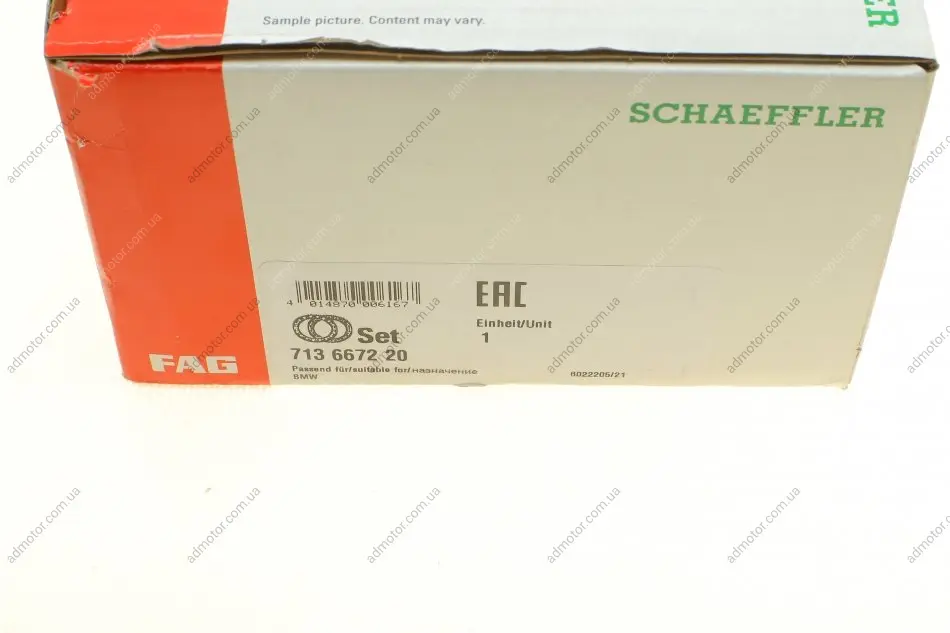 Sample picture. Content may vary.
ER
SCHAEFFLER
4 014870 006167
EAC
Einheit/Unit
1
Set
713 6672 20
Passend für/suitable for/назначение
BMW
6022205/21
FAG
admotor.com.ua